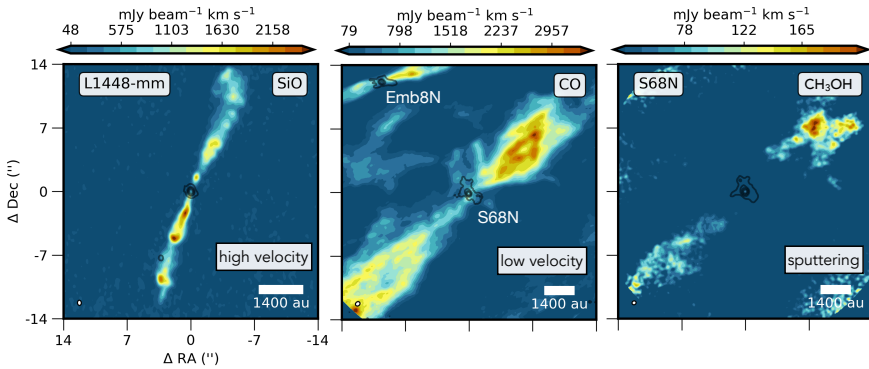 mJy beam⁻¹ km s⁻¹
48 575 1103 1630 2158
L1448-mm SiO
high velocity
1400 au
14
7
0
-7
-14
Δ Dec ('')
14 7 0 -7 -14
Δ RA ('')
mJy beam⁻¹ km s⁻¹
79 798 1518 2237 2957
CO
Emb8N
S68N
low velocity
1400 au
mJy beam⁻¹ km s⁻¹
78 122 165
S68N CH₃OH
sputtering
1400 au